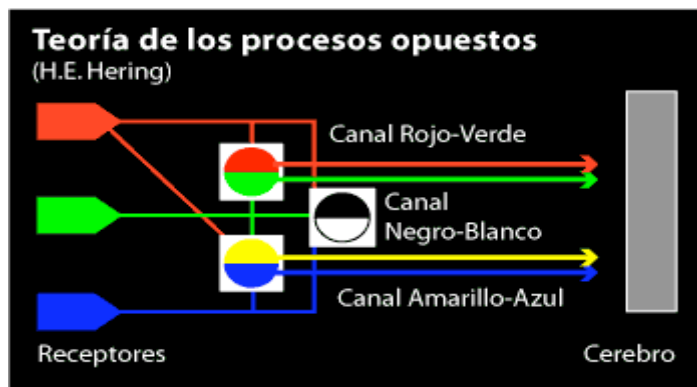 Teoría de los procesos opuestos
(H.E. Hering)
Canal Rojo-Verde
Canal
Negro-Blanco
Canal Amarillo-Azul
Receptores
Cerebro